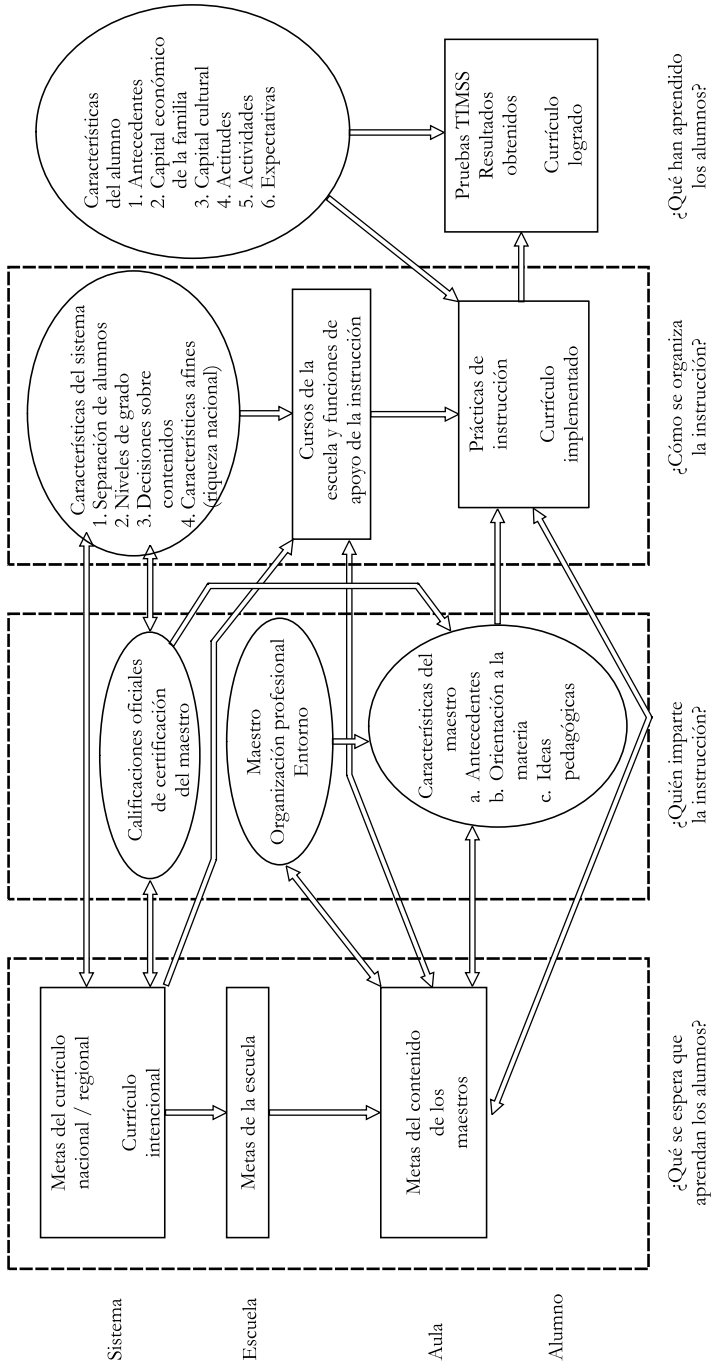 Sistema
Escuela
Aula
Alumno
Metas del currículo
nacional / regional
Currículo
intencional
Metas de la escuela
Metas del contenido
de los
maestros
¿Qué se espera que
aprendan los alumnos?
Calificaciones oficiales
de certificación
del maestro
Maestro
Organización profesional
Entorno
Características del
maestro
a. Antecedentes
b. Orientación a la
materia
c. Ideas
pedagógicas
¿Quién imparte
la instrucción?
Características del sistema
1. Separación de alumnos
2. Niveles de grado
3. Decisiones sobre
contenidos
4. Características afines
(riqueza nacional)
Cursos de la
escuela y funciones de
apoyo de la instrucción
Prácticas de
instrucción
Currículo
implementado
¿Cómo se organiza
la instrucción?
Características
del alumno
1. Antecedentes
2. Capital económico
de la familia
3. Capital cultural
4. Actitudes
5. Actividades
6. Expectativas
Pruebas TIMSS
Resultados
obtenidos
Currículo
logrado
¿Qué han aprendido
los alumnos?